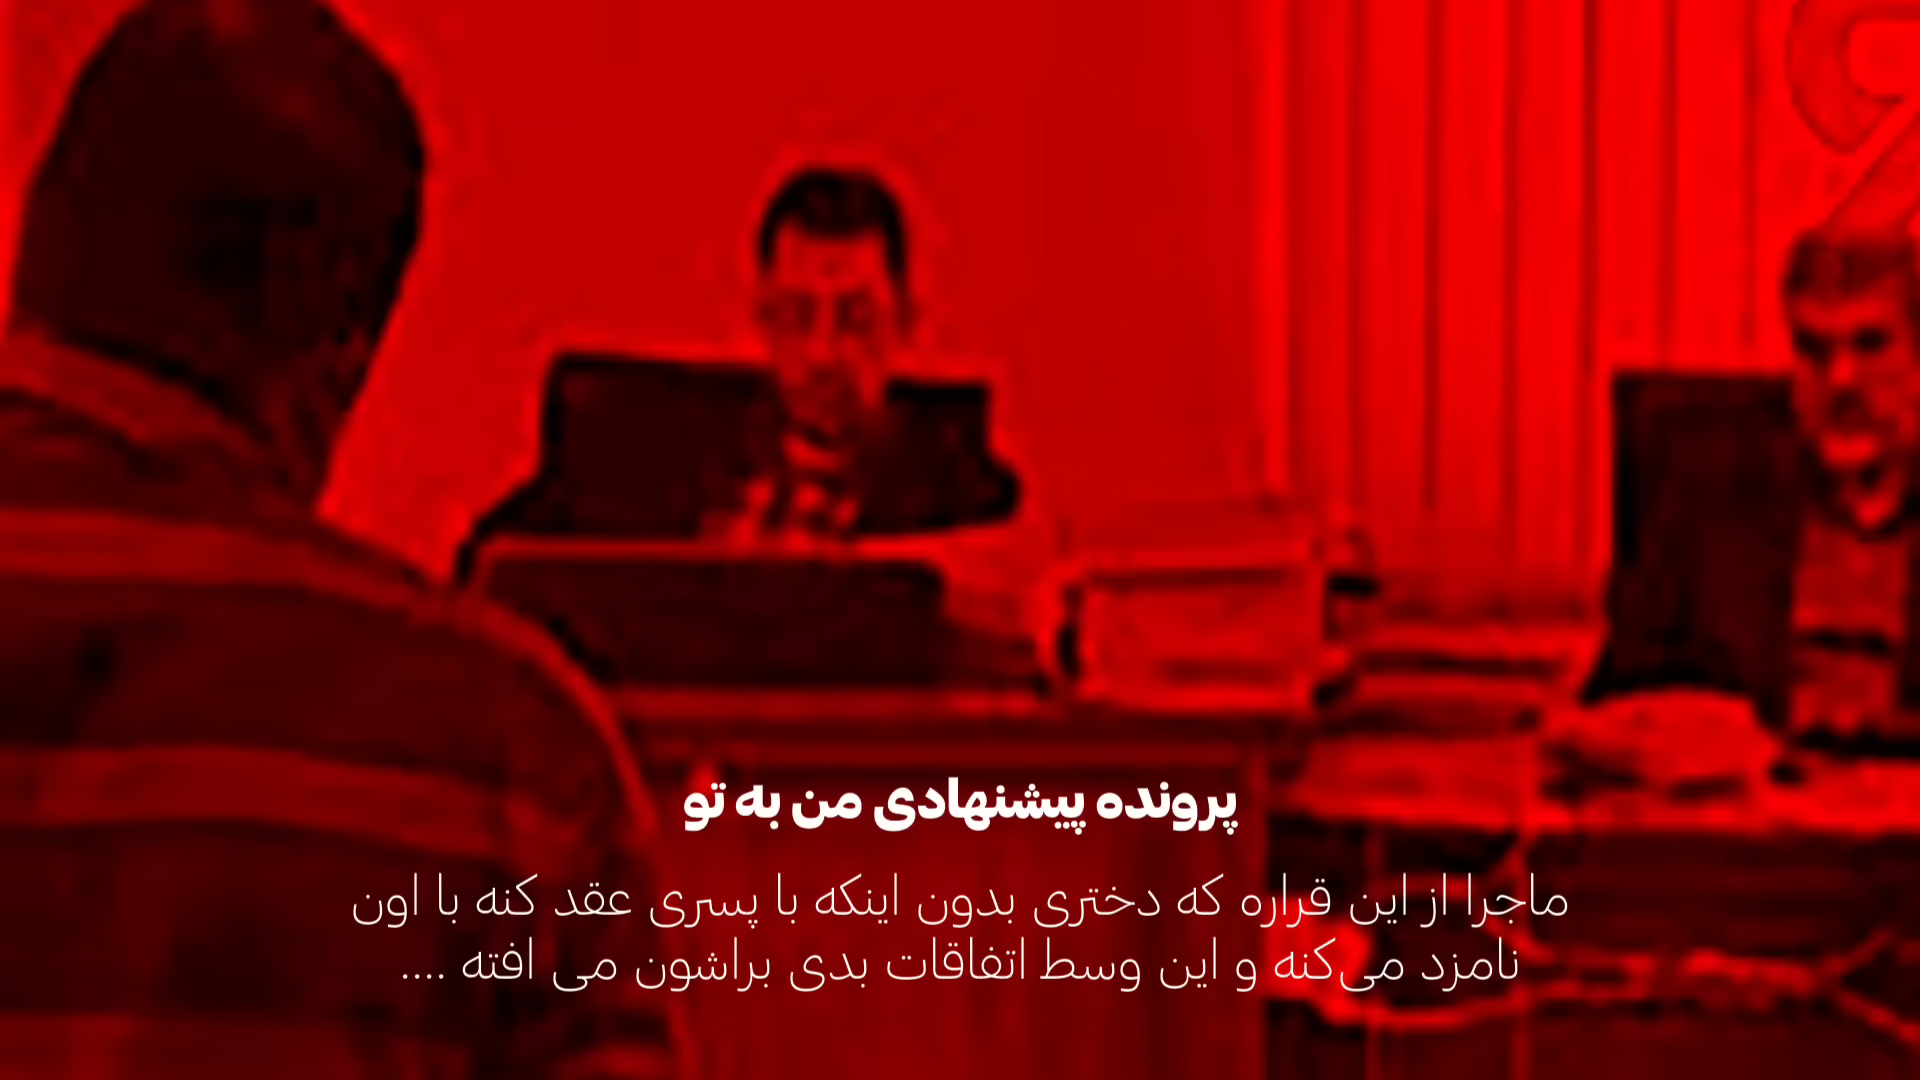 پرونده پیشنهادی من به تو
ماجرا از این قراره که دختری بدون اینکه با پسری عقد کنه با اون
نامزد می‌کنه و این وسط اتفاقات بدی براشون می افته ....